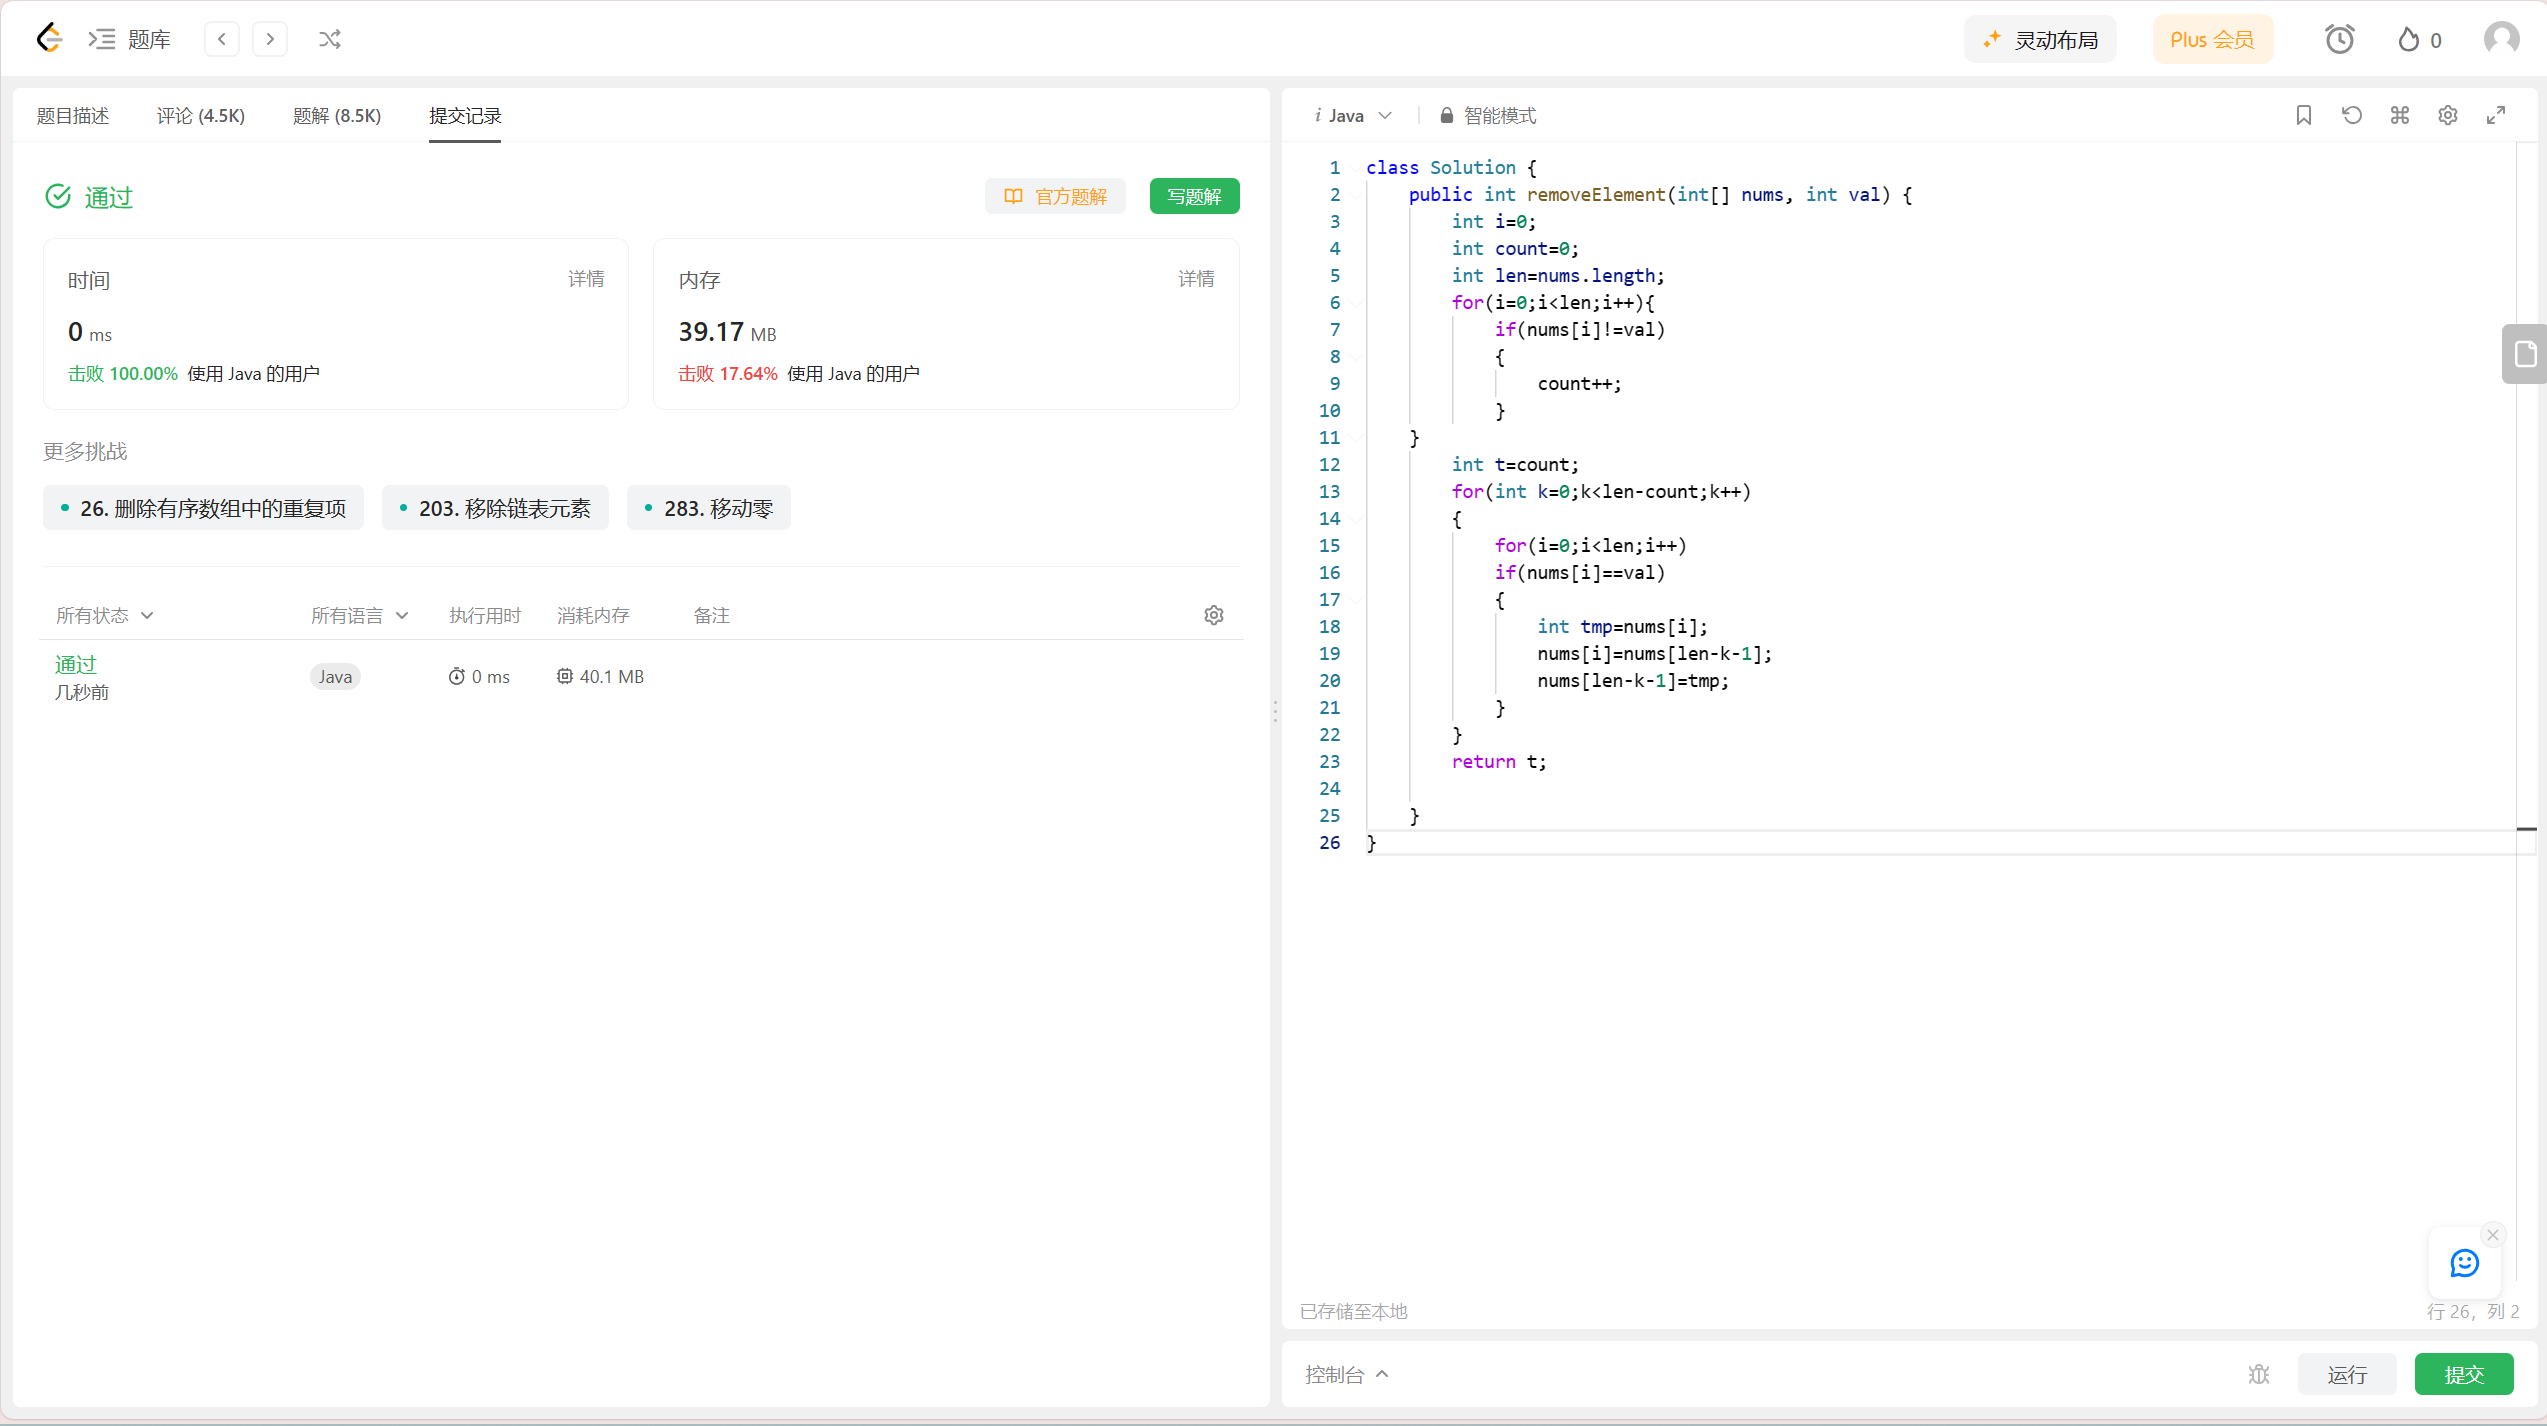 题库
灵动布局
Plus 会员
0
题目描述
评论 (4.5K)
题解 (8.5K)
提交记录
通过
官方题解
写题解
时间
详情
0 ms
击败 100.00% 使用 Java 的用户
内存
详情
39.17 MB
击败 17.64% 使用 Java 的用户
更多挑战
26. 删除有序数组中的重复项
203. 移除链表元素
283. 移动零
所有状态
所有语言
执行用时
消耗内存
备注
通过
几秒前
Java
0 ms
40.1 MB
i Java
智能模式
1 class Solution {
2     public int removeElement(int[] nums, int val) {
3         int i=0;
4         int count=0;
5         int len=nums.length;
6         for(i=0;i<len;i++){
7             if(nums[i]!=val)
8             {
9                 count++;
10             }
11     }
12         int t=count;
13         for(int k=0;k<len-count;k++)
14         {
15             for(i=0;i<len;i++)
16             if(nums[i]==val)
17             {
18                 int tmp=nums[i];
19                 nums[i]=nums[len-k-1];
20                 nums[len-k-1]=tmp;
21             }
22         }
23         return t;
24
25     }
26 }
已存储至本地
行 26, 列 2
控制台
运行
提交